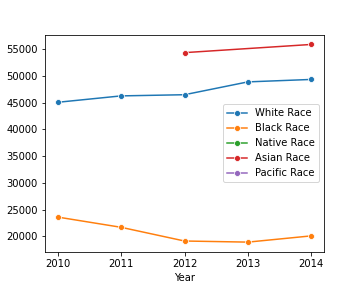 55000
50000
45000
40000
35000
30000
25000
20000
White Race
Black Race
Native Race
Asian Race
Pacific Race
2010 2011 2012 2013 2014
Year